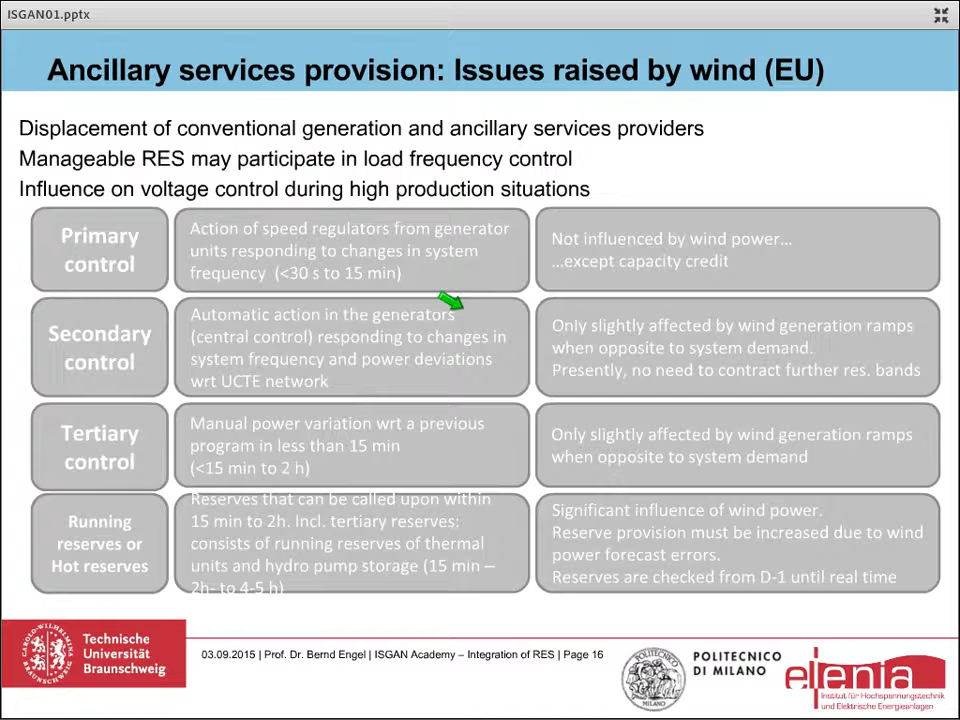 ISGAN01.pptx
Ancillary services provision: Issues raised by wind (EU)
Displacement of conventional generation and ancillary services providers
Manageable RES may participate in load frequency control
Influence on voltage control during high production situations
Primary
control
Action of speed regulators from generator
units responding to changes in system
frequency (<30 s to 15 min)
Not influenced by wind power…
…except capacity credit
Secondary
control
Automatic action in the generators
(central control) responding to changes in
system frequency and power deviations
wrt UCTE network
Only slightly affected by wind generation ramps
when opposite to system demand.
Presently, no need to contract further res. bands
Tertiary
control
Manual power variation wrt a previous
program in less than 15 min
(<15 min to 2 h)
Only slightly affected by wind generation ramps
when opposite to system demand
Running
reserves or
Hot reserves
Reserves that can be called upon within
15 min to 2h. Incl. tertiary reserves:
consists of running reserves of thermal
units and hydro pump storage (15 min –
2h- to 4-5 h)
Significant influence of wind power.
Reserve provision must be increased due to wind
power forecast errors.
Reserves are checked from D-1 until real time
Technische
Universität
Braunschweig
03.09.2015 | Prof. Dr. Bernd Engel | ISGAN Academy – Integration of RES | Page 16
POLITECNICO
DI MILANO
elenia
Institut für Hochspannungstechnik
und Elektrische Energieanlagen